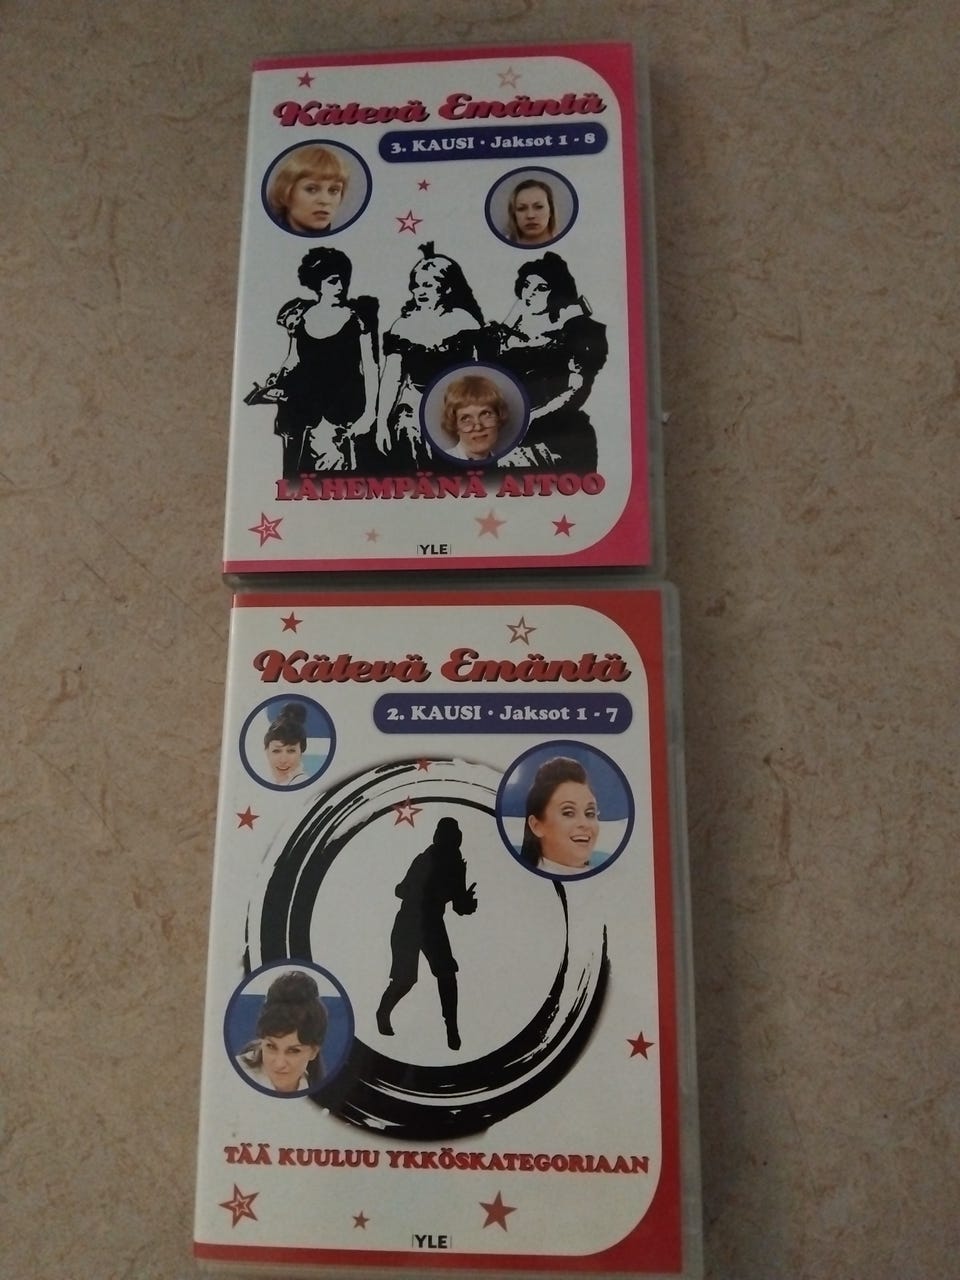 Kätevä Emäntä
3. KAUSI • Jaksot 1 - 8
LÄHEMPÄNÄ AITOO
YLE
Kätevä Emäntä
2. KAUSI • Jaksot 1 - 7
TÄÄ KUULUU YKKÖSKATEGORIAAN
YLE